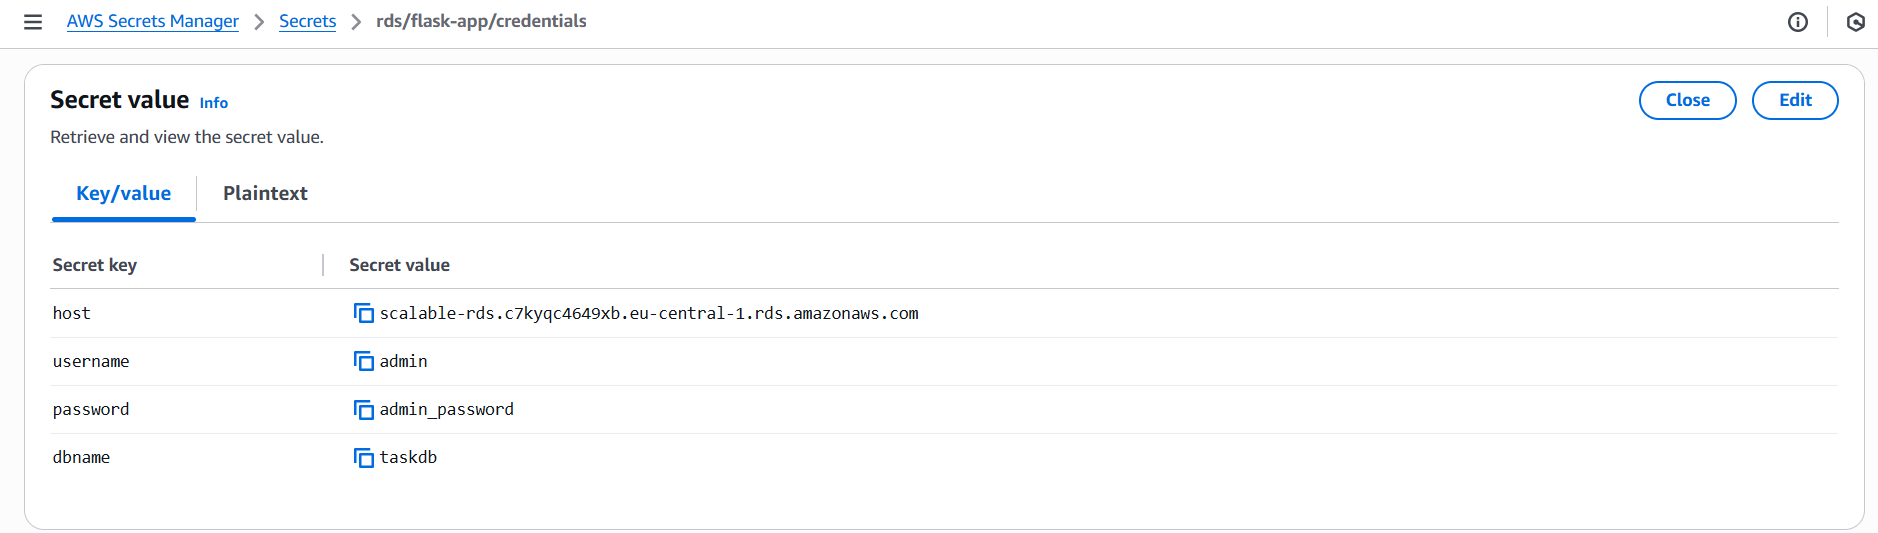 AWS Secrets Manager > Secrets > rds/flask-app/credentials
Secret value Info
Close
Edit
Retrieve and view the secret value.
Key/value
Plaintext
Secret key
Secret value
host
scalable-rds.c7kyqc4649xb.eu-central-1.rds.amazonaws.com
username
admin
password
admin_password
dbname
taskdb